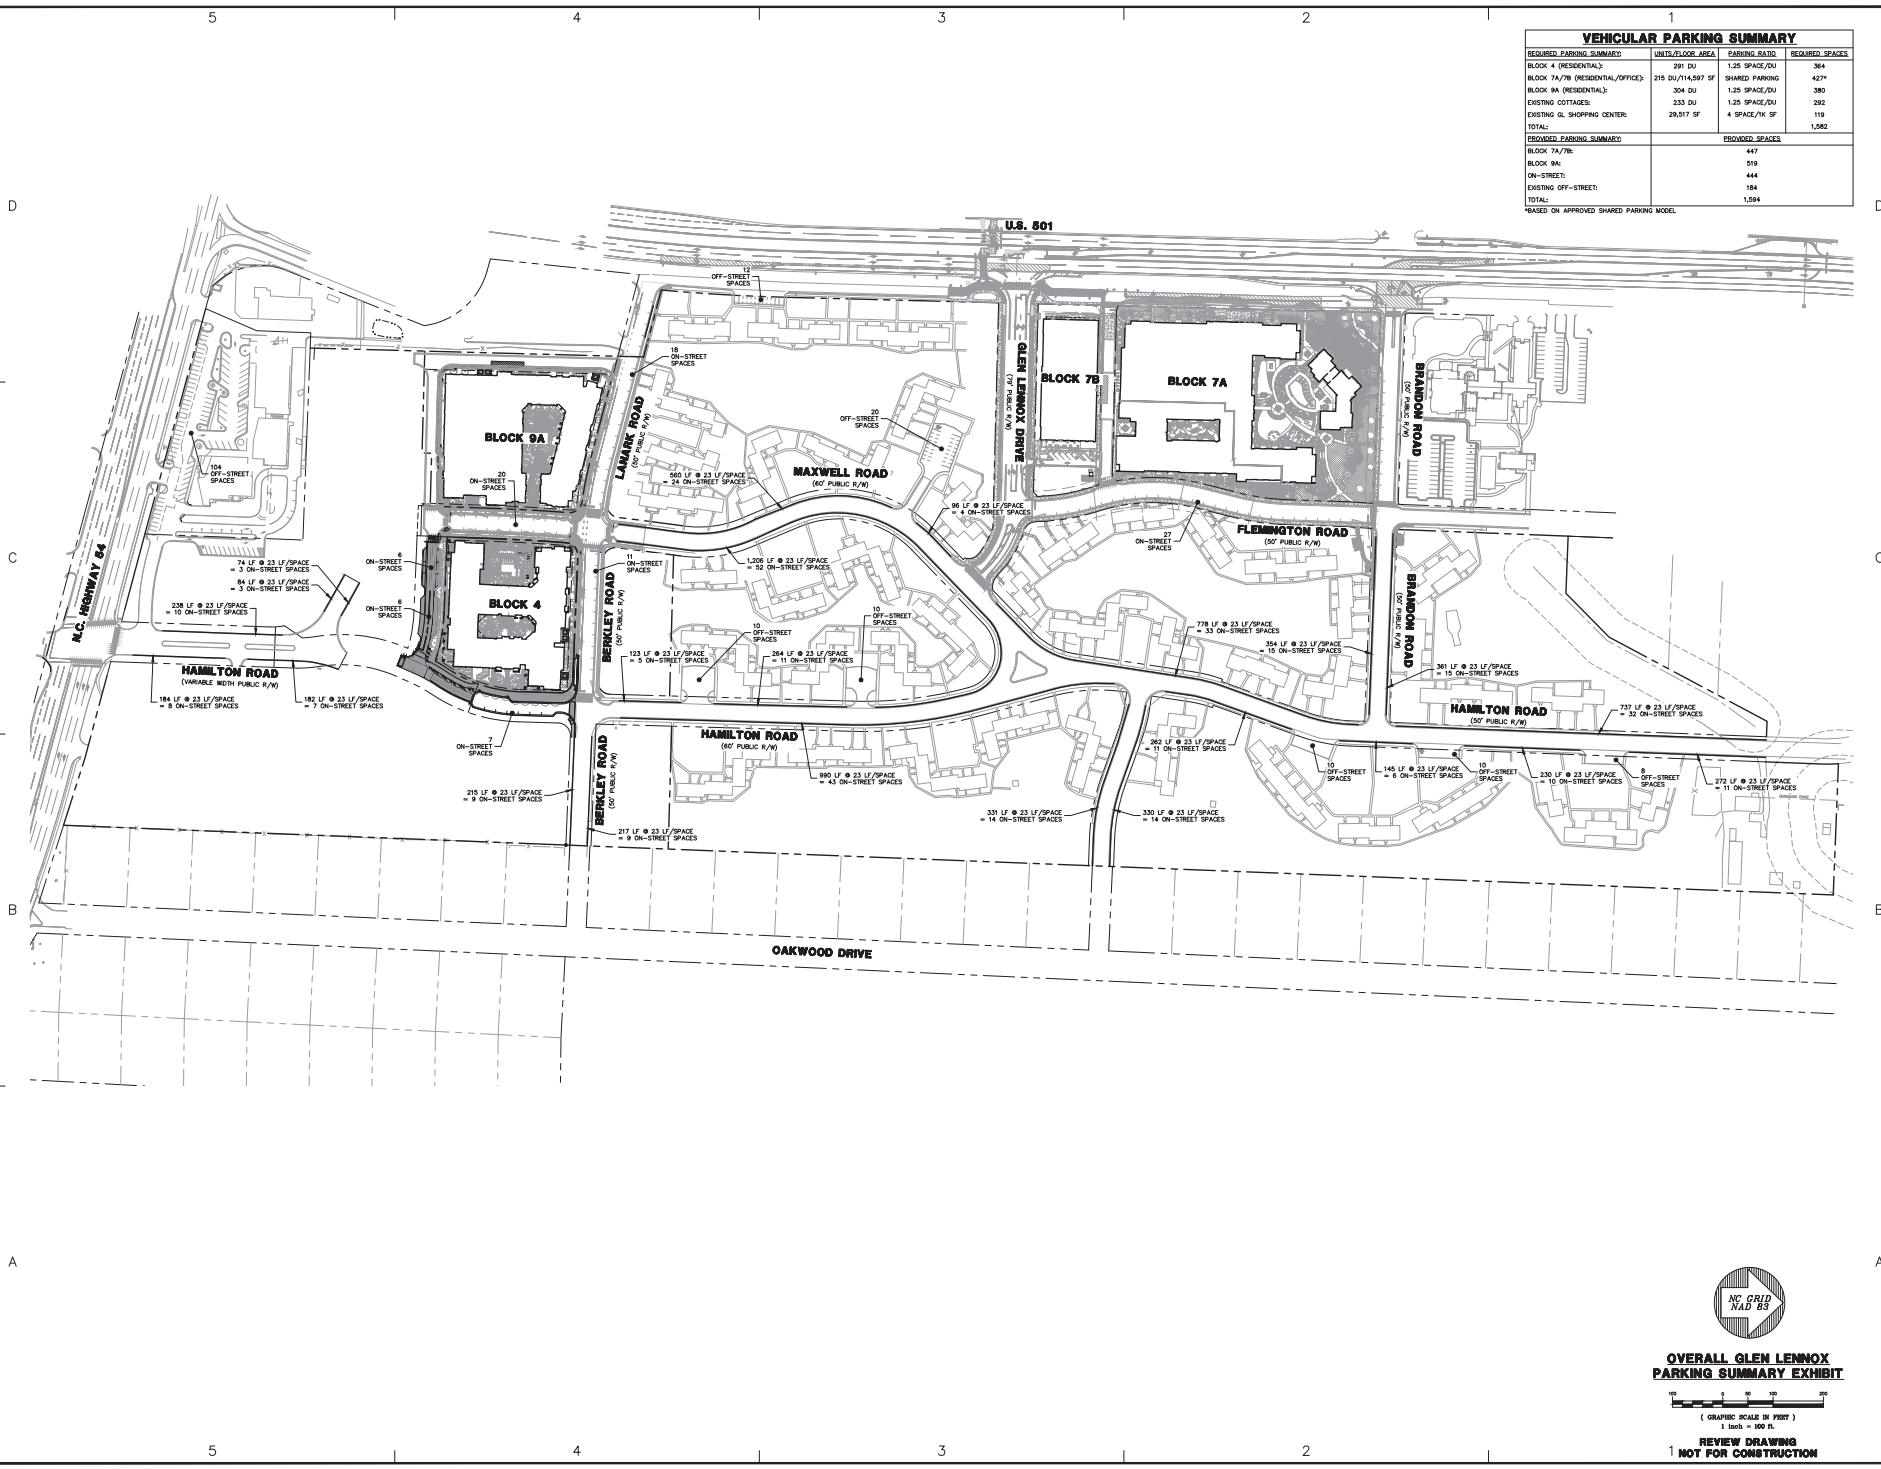 5 4 3 2 1
VEHICULAR PARKING SUMMARY
REQUIRED PARKING SUMMARY: UNITS/FLOOR AREA PARKING RATIO REQUIRED SPACES
BLOCK 4 (RESIDENTIAL): 291 DU 1.25 SPACE/DU 364
BLOCK 7A/7B (RESIDENTIAL/OFFICE): 215 DU/114,597 SF SHARED PARKING 427*
BLOCK 9A (RESIDENTIAL): 304 DU 1.25 SPACE/DU 380
EXISTING COTTAGES: 233 DU 1.25 SPACE/DU 292
EXISTING GL SHOPPING CENTER: 29,517 SF 4 SPACE/1K SF 119
TOTAL: 1,582
PROVIDED PARKING SUMMARY: PROVIDED SPACES
BLOCK 7A/7B: 447
BLOCK 9A: 519
ON-STREET: 444
EXISTING OFF-STREET: 184
TOTAL: 1,594
*BASED ON APPROVED SHARED PARKING MODEL
D
D
U.S. 501
12
OFF-STREET
SPACES
18
ON-STREET
SPACES
GLEN LENNOX DRIVE
(79' PUBLIC R/W)
BLOCK 7B
BLOCK 7A
BRANDON ROAD
(50' PUBLIC R/W)
LANARK ROAD
(50' PUBLIC R/W)
20
OFF-STREET
SPACES
BLOCK 9A
104
OFF-STREET
SPACES
20
ON-STREET
SPACES
560 LF @ 23 LF/SPACE
= 24 ON-STREET SPACES
MAXWELL ROAD
(60' PUBLIC R/W)
96 LF @ 23 LF/SPACE
= 4 ON-STREET SPACES
27
ON-STREET
SPACES
FLEMINGTON ROAD
(50' PUBLIC R/W)
C
C
N.C. HIGHWAY 54
74 LF @ 23 LF/SPACE
= 3 ON-STREET SPACES
84 LF @ 23 LF/SPACE
= 3 ON-STREET SPACES
238 LF @ 23 LF/SPACE
= 10 ON-STREET SPACES
6
ON-STREET
SPACES
6
ON-STREET
SPACES
BLOCK 4
11
ON-STREET
SPACES
BERKLEY ROAD
(50' PUBLIC R/W)
1,206 LF @ 23 LF/SPACE
= 52 ON-STREET SPACES
10
OFF-STREET
SPACES
10
OFF-STREET
SPACES
BRANDON ROAD
(50' PUBLIC R/W)
778 LF @ 23 LF/SPACE
= 33 ON-STREET SPACES
354 LF @ 23 LF/SPACE
= 15 ON-STREET SPACES
123 LF @ 23 LF/SPACE
= 5 ON-STREET SPACES
264 LF @ 23 LF/SPACE
= 11 ON-STREET SPACES
361 LF @ 23 LF/SPACE
= 15 ON-STREET SPACES
HAMILTON ROAD
(VARIABLE WIDTH PUBLIC R/W)
184 LF @ 23 LF/SPACE
= 8 ON-STREET SPACES
182 LF @ 23 LF/SPACE
= 7 ON-STREET SPACES
HAMILTON ROAD
(50' PUBLIC R/W)
737 LF @ 23 LF/SPACE
= 32 ON-STREET SPACES
7
ON-STREET
SPACES
HAMILTON ROAD
(60' PUBLIC R/W)
BERKLEY ROAD
(50' PUBLIC R/W)
262 LF @ 23 LF/SPACE
= 11 ON-STREET SPACES
990 LF @ 23 LF/SPACE
= 43 ON-STREET SPACES
10
OFF-STREET
SPACES
145 LF @ 23 LF/SPACE
= 6 ON-STREET SPACES
10
OFF-STREET
SPACES
230 LF @ 23 LF/SPACE
= 10 ON-STREET SPACES
8
OFF-STREET
SPACES
272 LF @ 23 LF/SPACE
= 11 ON-STREET SPACES
215 LF @ 23 LF/SPACE
= 9 ON-STREET SPACES
217 LF @ 23 LF/SPACE
= 9 ON-STREET SPACES
331 LF @ 23 LF/SPACE
= 14 ON-STREET SPACES
330 LF @ 23 LF/SPACE
= 14 ON-STREET SPACES
B
B
OAKWOOD DRIVE
A
A
NC GRID
NAD 83
OVERALL GLEN LENNOX
PARKING SUMMARY EXHIBIT
100 0 50 100 200
( GRAPHIC SCALE IN FEET )
1 inch = 100 ft.
REVIEW DRAWING
NOT FOR CONSTRUCTION
5 4 3 2 1